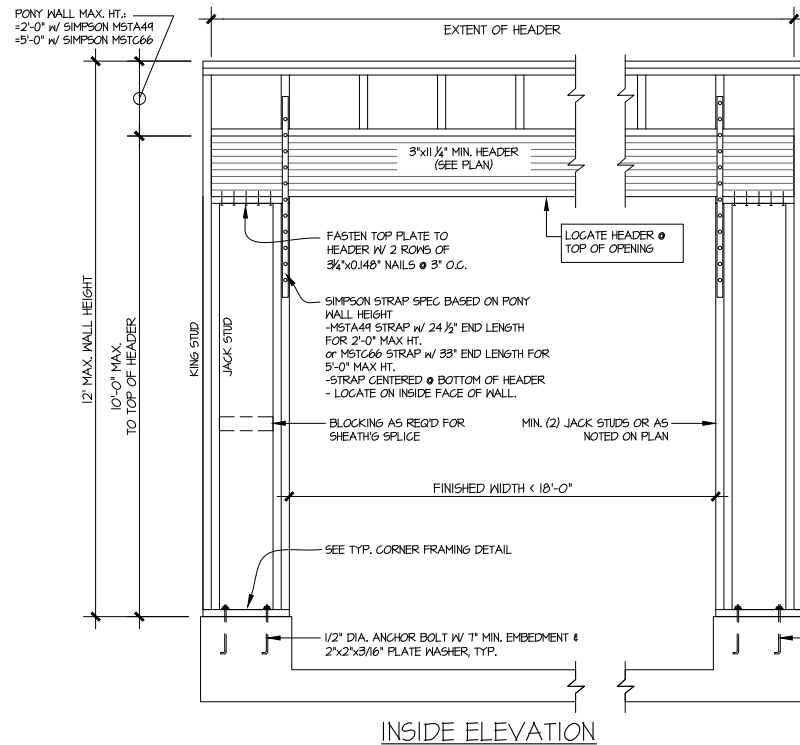 PONY WALL MAX. HT.:
=2'-0" W/ SIMPSON MSTA49
=5'-0" W/ SIMPSON MSTC66
EXTENT OF HEADER
3"x11 1/4" MIN. HEADER
(SEE PLAN)
FASTEN TOP PLATE TO
HEADER W/ 2 ROWS OF
3 1/4"x0.148" NAILS @ 3" O.C.
LOCATE HEADER @
TOP OF OPENING
SIMPSON STRAP SPEC BASED ON PONY
WALL HEIGHT
-MSTA49 STRAP W/ 24 1/2" END LENGTH
FOR 2'-0" MAX HT.
or MSTC66 STRAP W/ 33" END LENGTH FOR
5'-0" MAX HT.
-STRAP CENTERED @ BOTTOM OF HEADER
- LOCATE ON INSIDE FACE OF WALL.
12' MAX. WALL HEIGHT
10'-0" MAX.
TO TOP OF HEADER
KING STUD
JACK STUD
BLOCKING AS REQ'D FOR
SHEATH'G SPLICE
MIN. (2) JACK STUDS OR AS
NOTED ON PLAN
FINISHED WIDTH < 18'-0"
SEE TYP. CORNER FRAMING DETAIL
1/2" DIA. ANCHOR BOLT W/ 7" MIN. EMBEDMENT &
2"x2"x3/16" PLATE WASHER, TYP.
INSIDE ELEVATION